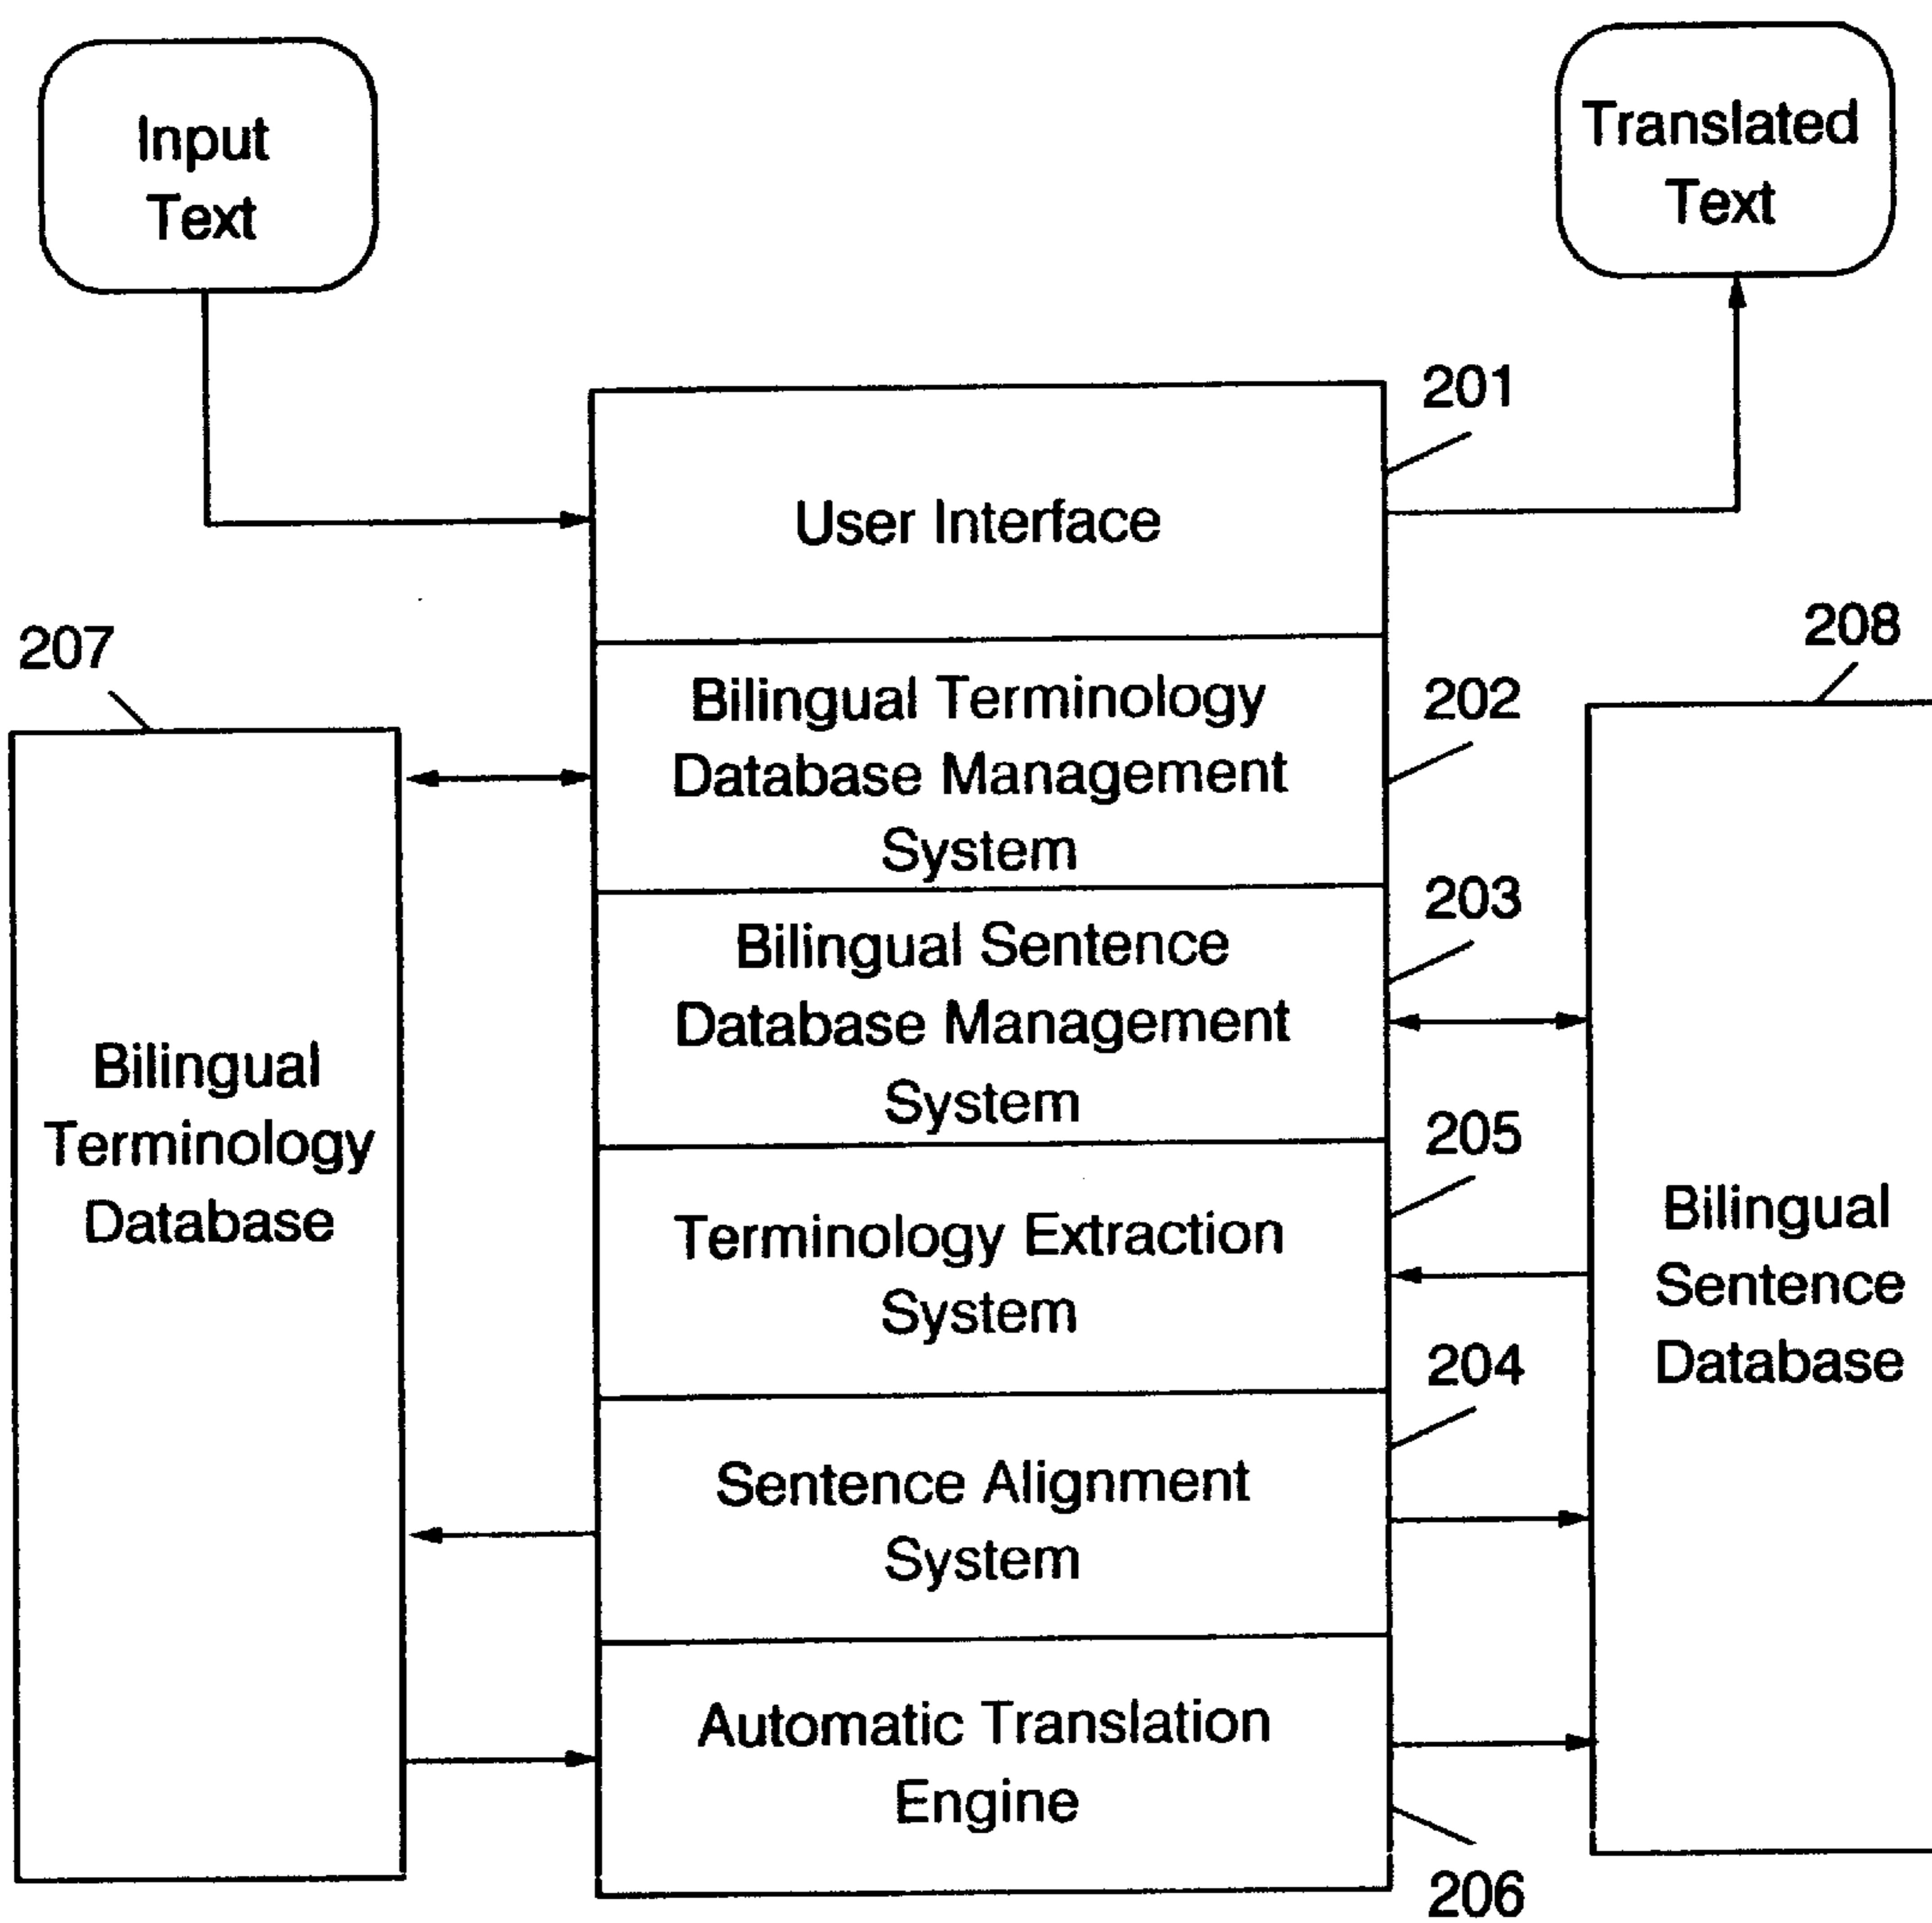 Input
Text
Translated
Text
201
User Interface
207
208
Bilingual Terminology
Database Management
System
202
203
Bilingual Sentence
Database Management
System
Bilingual
Terminology
Database
205
Terminology Extraction
System
Bilingual
Sentence
Database
204
Sentence Alignment
System
Automatic Translation
Engine
206